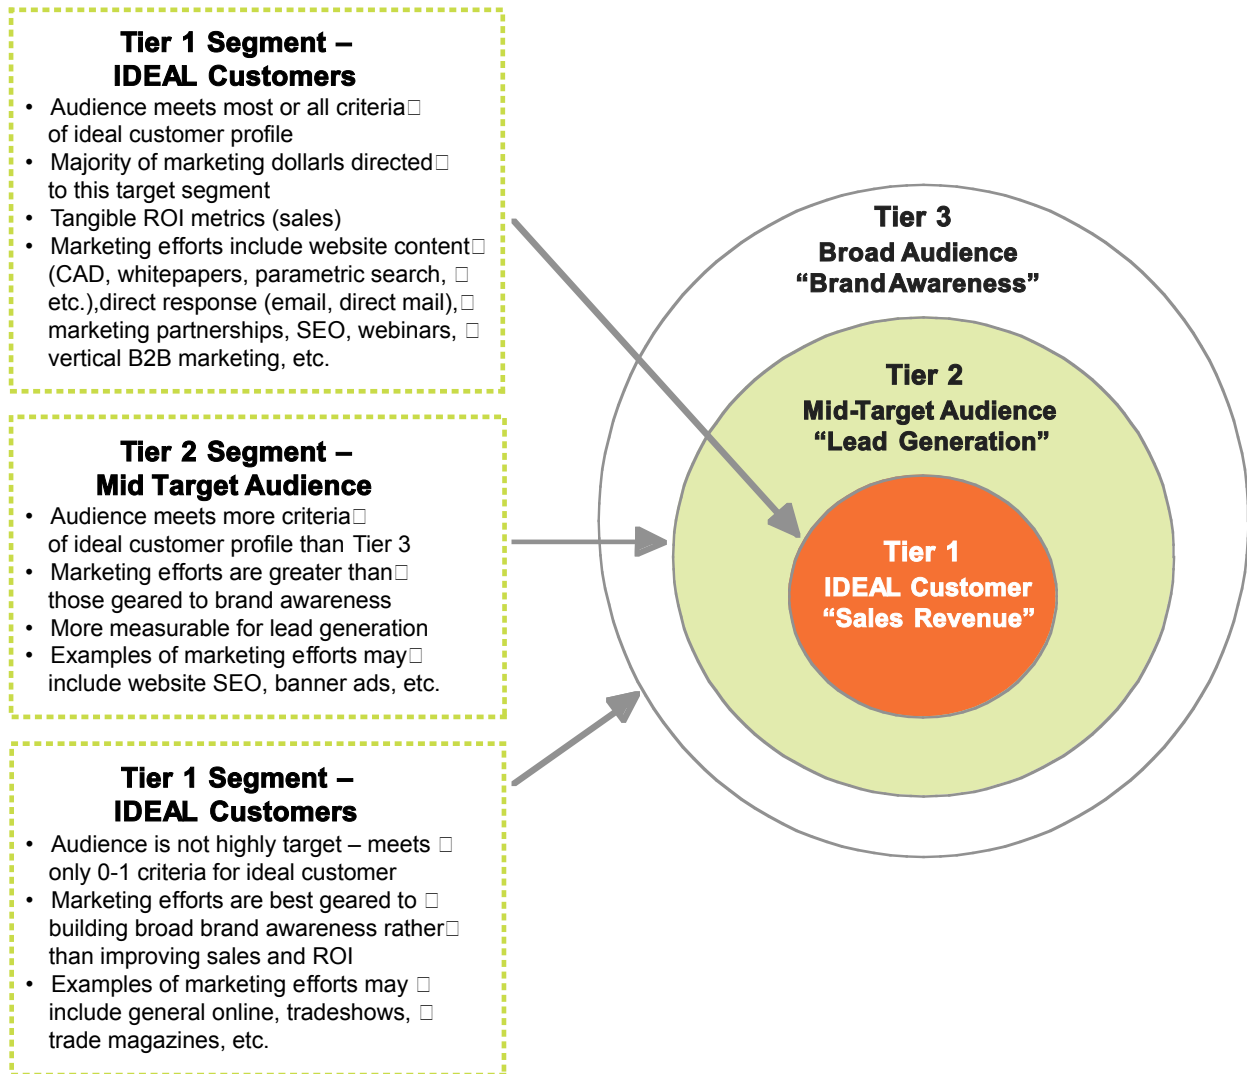 Tier 1 Segment –
IDEAL Customers
• Audience meets most or all criteria□
of ideal customer profile
• Majority of marketing dollarls directed□
to this target segment
• Tangible ROI metrics (sales)
• Marketing efforts include website content□
(CAD, whitepapers, parametric search, □
etc.),direct response (email, direct mail),□
marketing partnerships, SEO, webinars, □
vertical B2B marketing, etc.
Tier 2 Segment –
Mid Target Audience
• Audience meets more criteria□
of ideal customer profile than Tier 3
• Marketing efforts are greater than□
those geared to brand awareness
• More measurable for lead generation
• Examples of marketing efforts may□
include website SEO, banner ads, etc.
Tier 1 Segment –
IDEAL Customers
• Audience is not highly target – meets □
only 0-1 criteria for ideal customer
• Marketing efforts are best geared to □
building broad brand awareness rather□
than improving sales and ROI
• Examples of marketing efforts may □
include general online, tradeshows, □
trade magazines, etc.
Tier 3
Broad Audience
“Brand Awareness”
Tier 2
Mid-Target Audience
“Lead Generation”
Tier 1
IDEAL Customer
“Sales Revenue”